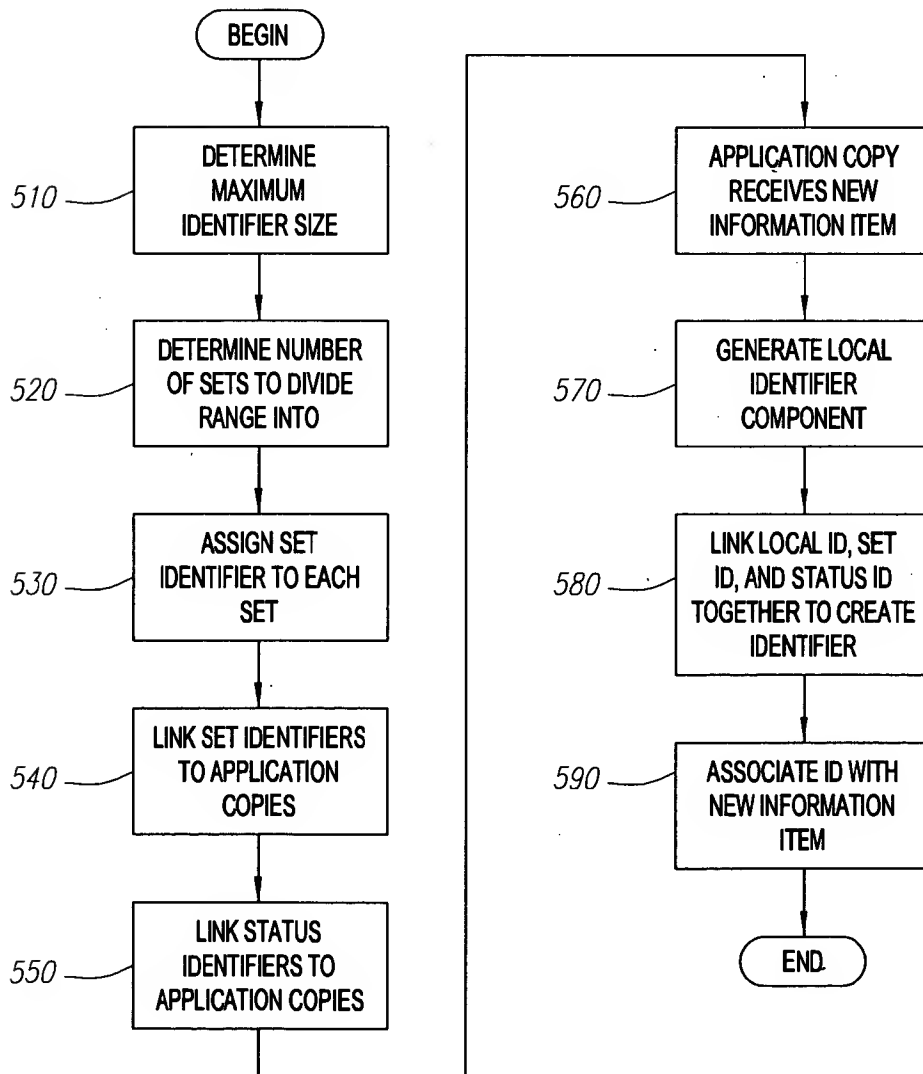 BEGIN
510
DETERMINE
MAXIMUM
IDENTIFIER SIZE
520
DETERMINE NUMBER
OF SETS TO DIVIDE
RANGE INTO
530
ASSIGN SET
IDENTIFIER TO EACH
SET
540
LINK SET IDENTIFIERS
TO APPLICATION
COPIES
550
LINK STATUS
IDENTIFIERS TO
APPLICATION COPIES
560
APPLICATION COPY
RECEIVES NEW
INFORMATION ITEM
570
GENERATE LOCAL
IDENTIFIER
COMPONENT
580
LINK LOCAL ID, SET
ID, AND STATUS ID
TOGETHER TO CREATE
IDENTIFIER
590
ASSOCIATE ID WITH
NEW INFORMATION
ITEM
END